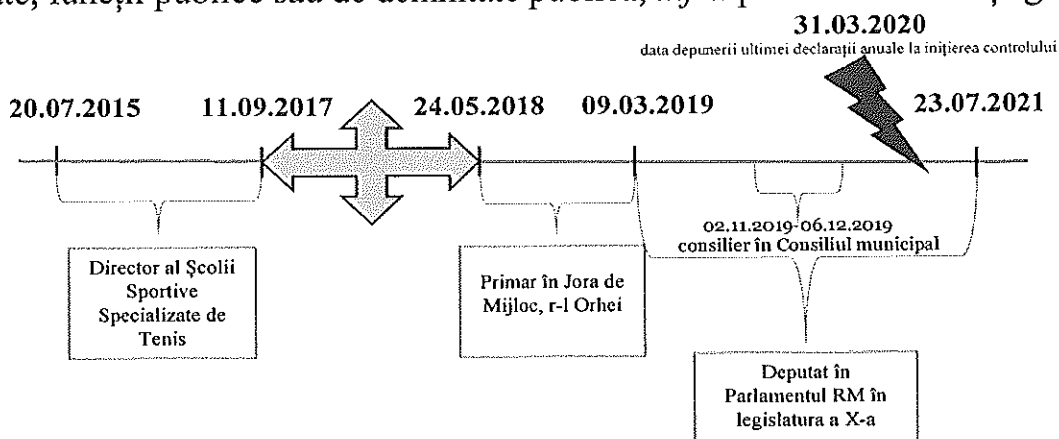 funcții publice sau de demnitate publică,
31.03.2020
data depunerii ultimei declarații anuale la inițierea controlului
20.07.2015
11.09.2017
24.05.2018
09.03.2019
23.07.2021
02.11.2019-06.12.2019
consilier în Consiliul municipal
Director al Școlii
Sportive
Specializate de
Tenis
Primar în Jora de
Mijloc, r-l Orhei
Deputat în
Parlamentul RM în
legislatura a X-a